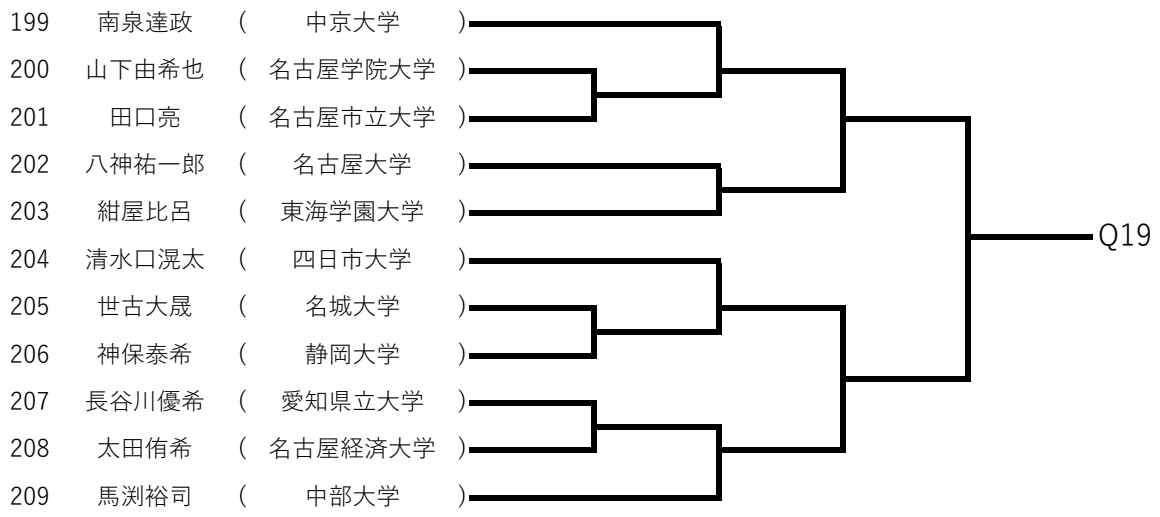 199 南泉達政 ( 中京大学 )
200 山下由希也 ( 名古屋学院大学 )
201 田口亮 ( 名古屋市立大学 )
202 八神祐一郎 ( 名古屋大学 )
203 紺屋比呂 ( 東海学園大学 )
204 清水口滉太 ( 四日市大学 )
205 世古大晟 ( 名城大学 )
206 神保泰希 ( 静岡大学 )
207 長谷川優希 ( 愛知県立大学 )
208 太田侑希 ( 名古屋経済大学 )
209 馬渕裕司 ( 中部大学 )
Q19